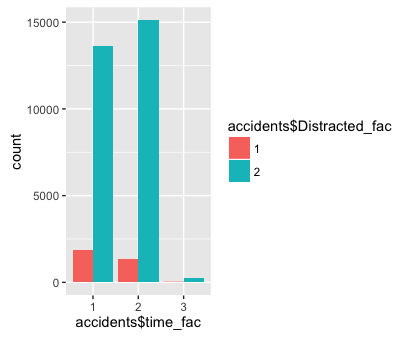 15000
10000
5000
0
count
1 2 3
accidents$time_fac
accidents$Distracted_fac
1
2